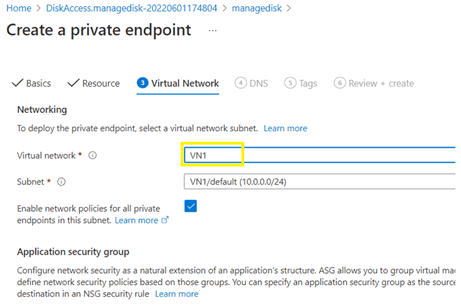 Home > DiskAccess.managedisk-20220601174804 > managedisk >
Create a private endpoint ...
Basics Resource 3 Virtual Network 4 DNS 5 Tags 6 Review + create
Networking
To deploy the private endpoint, select a virtual network subnet. Learn more
Virtual network * VN1
Subnet * VN1/default (10.0.0.0/24)
Enable network policies for all private
endpoints in this subnet. Learn more
Application security group
Configure network security as a natural extension of an application's structure. ASG allows you to group virtual mac
define network security policies based on those groups. You can specify an application security group as the source
destination in an NSG security rule Learn more